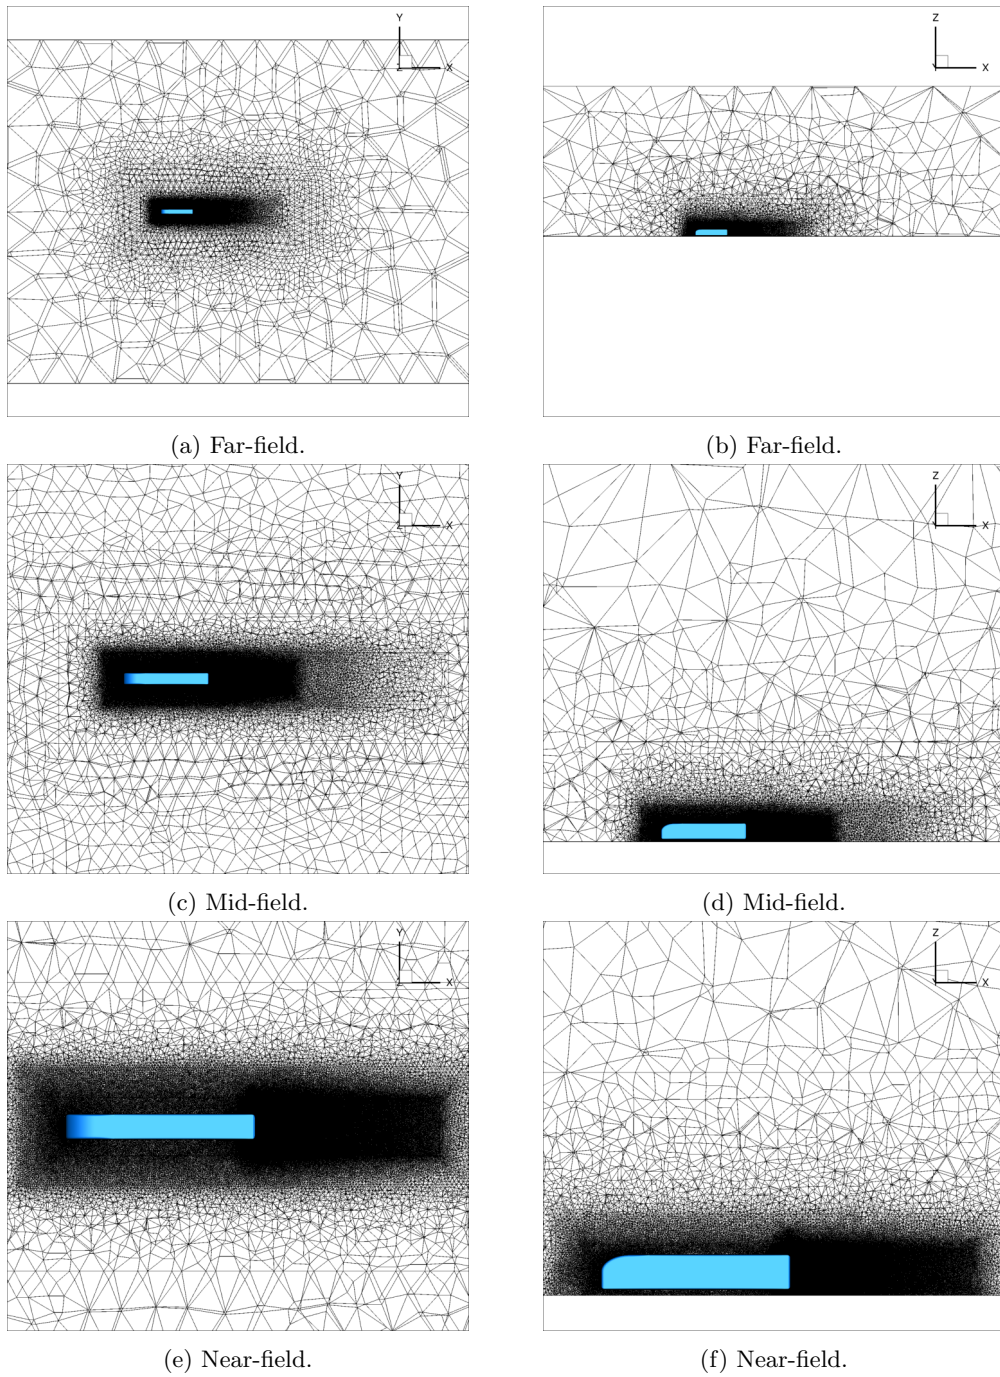 Y
Z X
Z
Y X
(a) Far-field.
(b) Far-field.
Y
Z X
Z
Y X
(c) Mid-field.
(d) Mid-field.
Y
Z X
Z
Y X
(e) Near-field.
(f) Near-field.